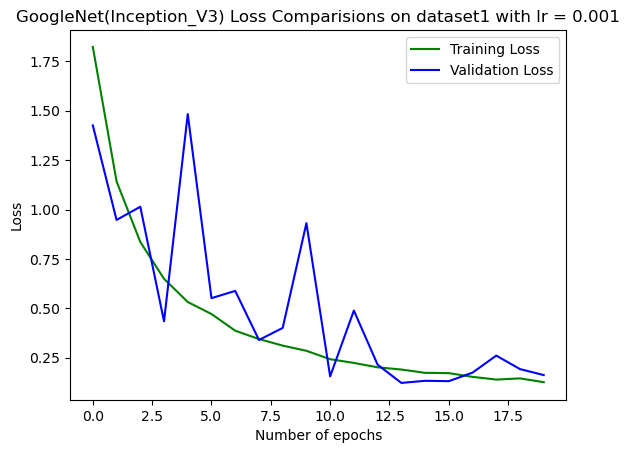 GoogleNet(Inception_V3) Loss Comparisions on dataset1 with lr = 0.001
Training Loss
Validation Loss
1.75
1.50
1.25
1.00
0.75
0.50
0.25
Loss
0.0 2.5 5.0 7.5 10.0 12.5 15.0 17.5
Number of epochs